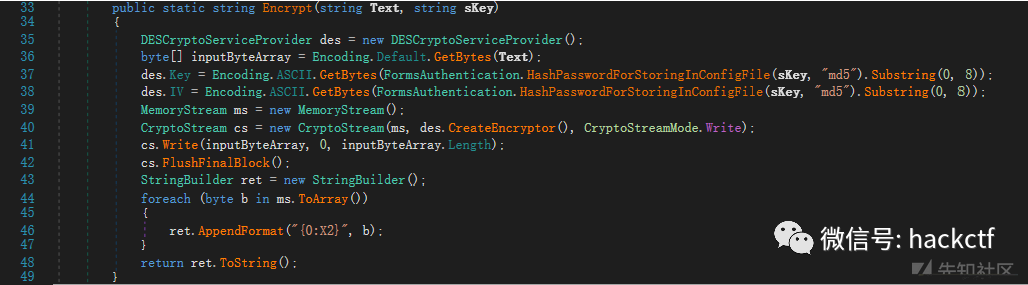 33 public static string Encrypt(string Text, string sKey)
34 {
35 DESCryptoServiceProvider des = new DESCryptoServiceProvider();
36 byte[] inputByteArray = Encoding.Default.GetBytes(Text);
37 des.Key = Encoding.ASCII.GetBytes(FormsAuthentication.HashPasswordForStoringInConfigFile(sKey, "md5").Substring(0, 8));
38 des.IV = Encoding.ASCII.GetBytes(FormsAuthentication.HashPasswordForStoringInConfigFile(sKey, "md5").Substring(0, 8));
39 MemoryStream ms = new MemoryStream();
40 CryptoStream cs = new CryptoStream(ms, des.CreateEncryptor(), CryptoStreamMode.Write);
41 cs.Write(inputByteArray, 0, inputByteArray.Length);
42 cs.FlushFinalBlock();
43 StringBuilder ret = new StringBuilder();
44 foreach (byte b in ms.ToArray())
45 {
46 ret.AppendFormat("{0:X2}", b);
47 }
48 return ret.ToString();
49 }
微信号: hackctf
先知社区